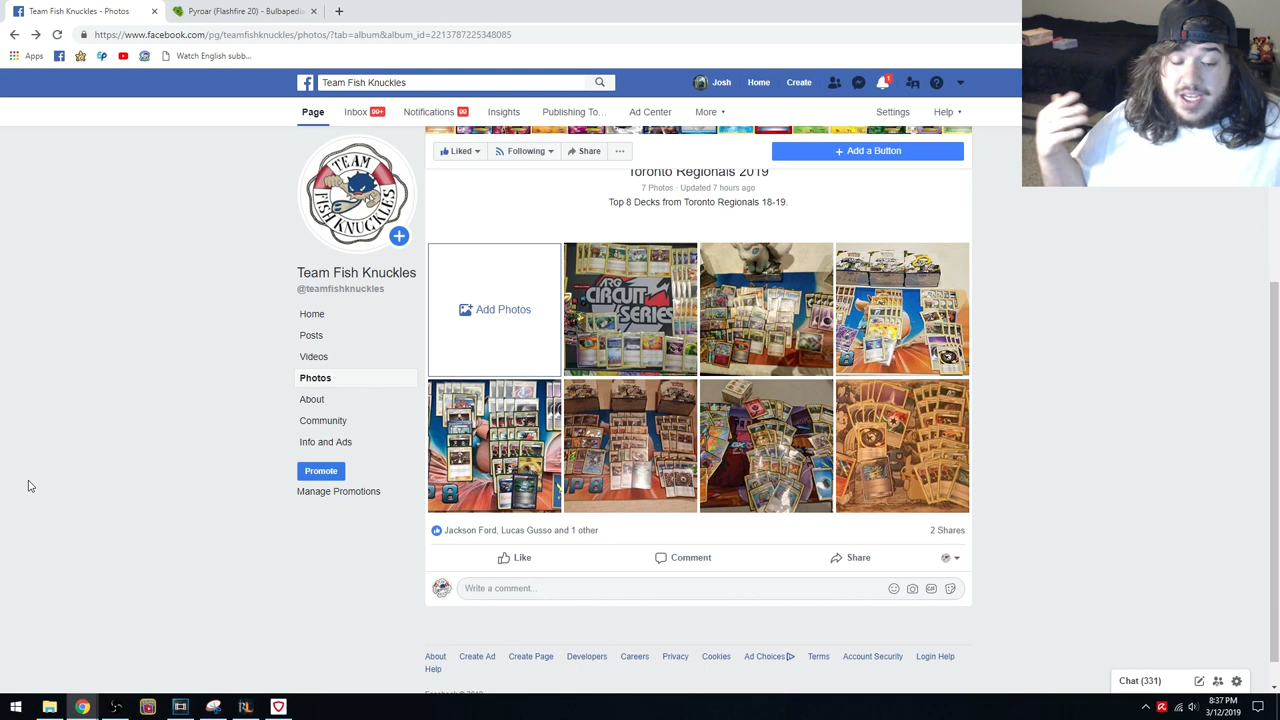 Team Fish Knuckles - Photos
Pyroar (Flashfire 20) - Bulbaped
https://www.facebook.com/pg/teamfishknuckles/photos/?tab=album&album_id=2213787225348085
Apps
Watch English subb...
Team Fish Knuckles
Josh
Home
Create
1
Page
Inbox 99+
Notifications 99
Insights
Publishing To...
Ad Center
More
Settings
Help
Liked
Following
Share
Add a Button
TEAM
FISH KNUCKLES
Toronto Regionals 2019
7 Photos · Updated 7 hours ago
Top 8 Decks from Toronto Regionals 18-19.
Team Fish Knuckles
@teamfishknuckles
Home
Posts
Videos
Photos
About
Community
Info and Ads
Promote
Manage Promotions
Add Photos
ARG
CIRCUIT
SERIES
GX
Jackson Ford, Lucas Gusso and 1 other
2 Shares
Like
Comment
Share
Write a comment...
About
Create Ad
Create Page
Developers
Careers
Privacy
Cookies
Ad Choices
Terms
Account Security
Login Help
Help
Chat (331)
8:37 PM
3/12/2019